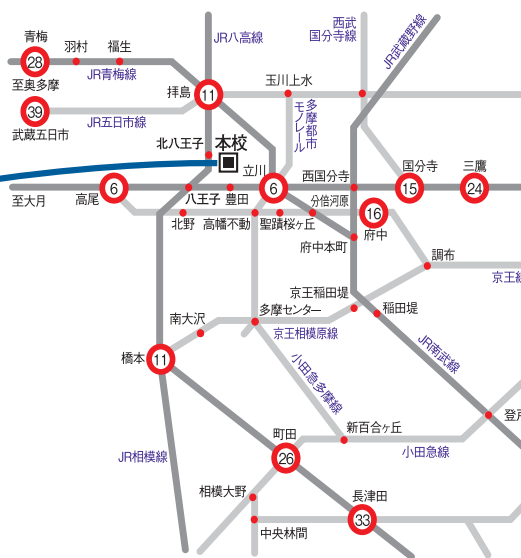 青梅
28
至奥多摩
羽村
福生
JR青梅線
JR八高線
西武
国分寺線
JR武蔵野線
39
武蔵五日市
JR五日市線
拝島
11
玉川上水
多摩都市
モノレール
北八王子
本校
立川
6
西国分寺
国分寺
15
三鷹
24
至大月
高尾
6
八王子
豊田
北野
高幡不動
聖蹟桜ヶ丘
分倍河原
16
府中
府中本町
調布
京王線
京王稲田堤
稲田堤
南大沢
多摩センター
京王相模原線
橋本
11
小田急多摩線
JR南武線
登戸
新百合ヶ丘
小田急線
町田
26
JR相模線
相模大野
中央林間
長津田
33